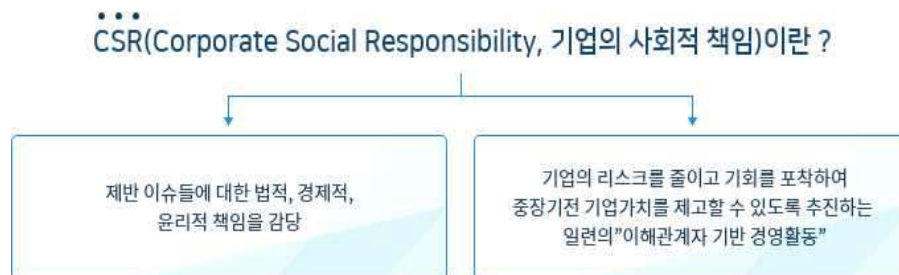 CSR(Corporate Social Responsibility, 기업의 사회적 책임)이란 ?
제반 이슈들에 대한 법적, 경제적,
윤리적 책임을 감당
기업의 리스크를 줄이고 기회를 포착하여
중장기전 기업가치를 제고할 수 있도록 추진하는
일련의”이해관계자 기반 경영활동”